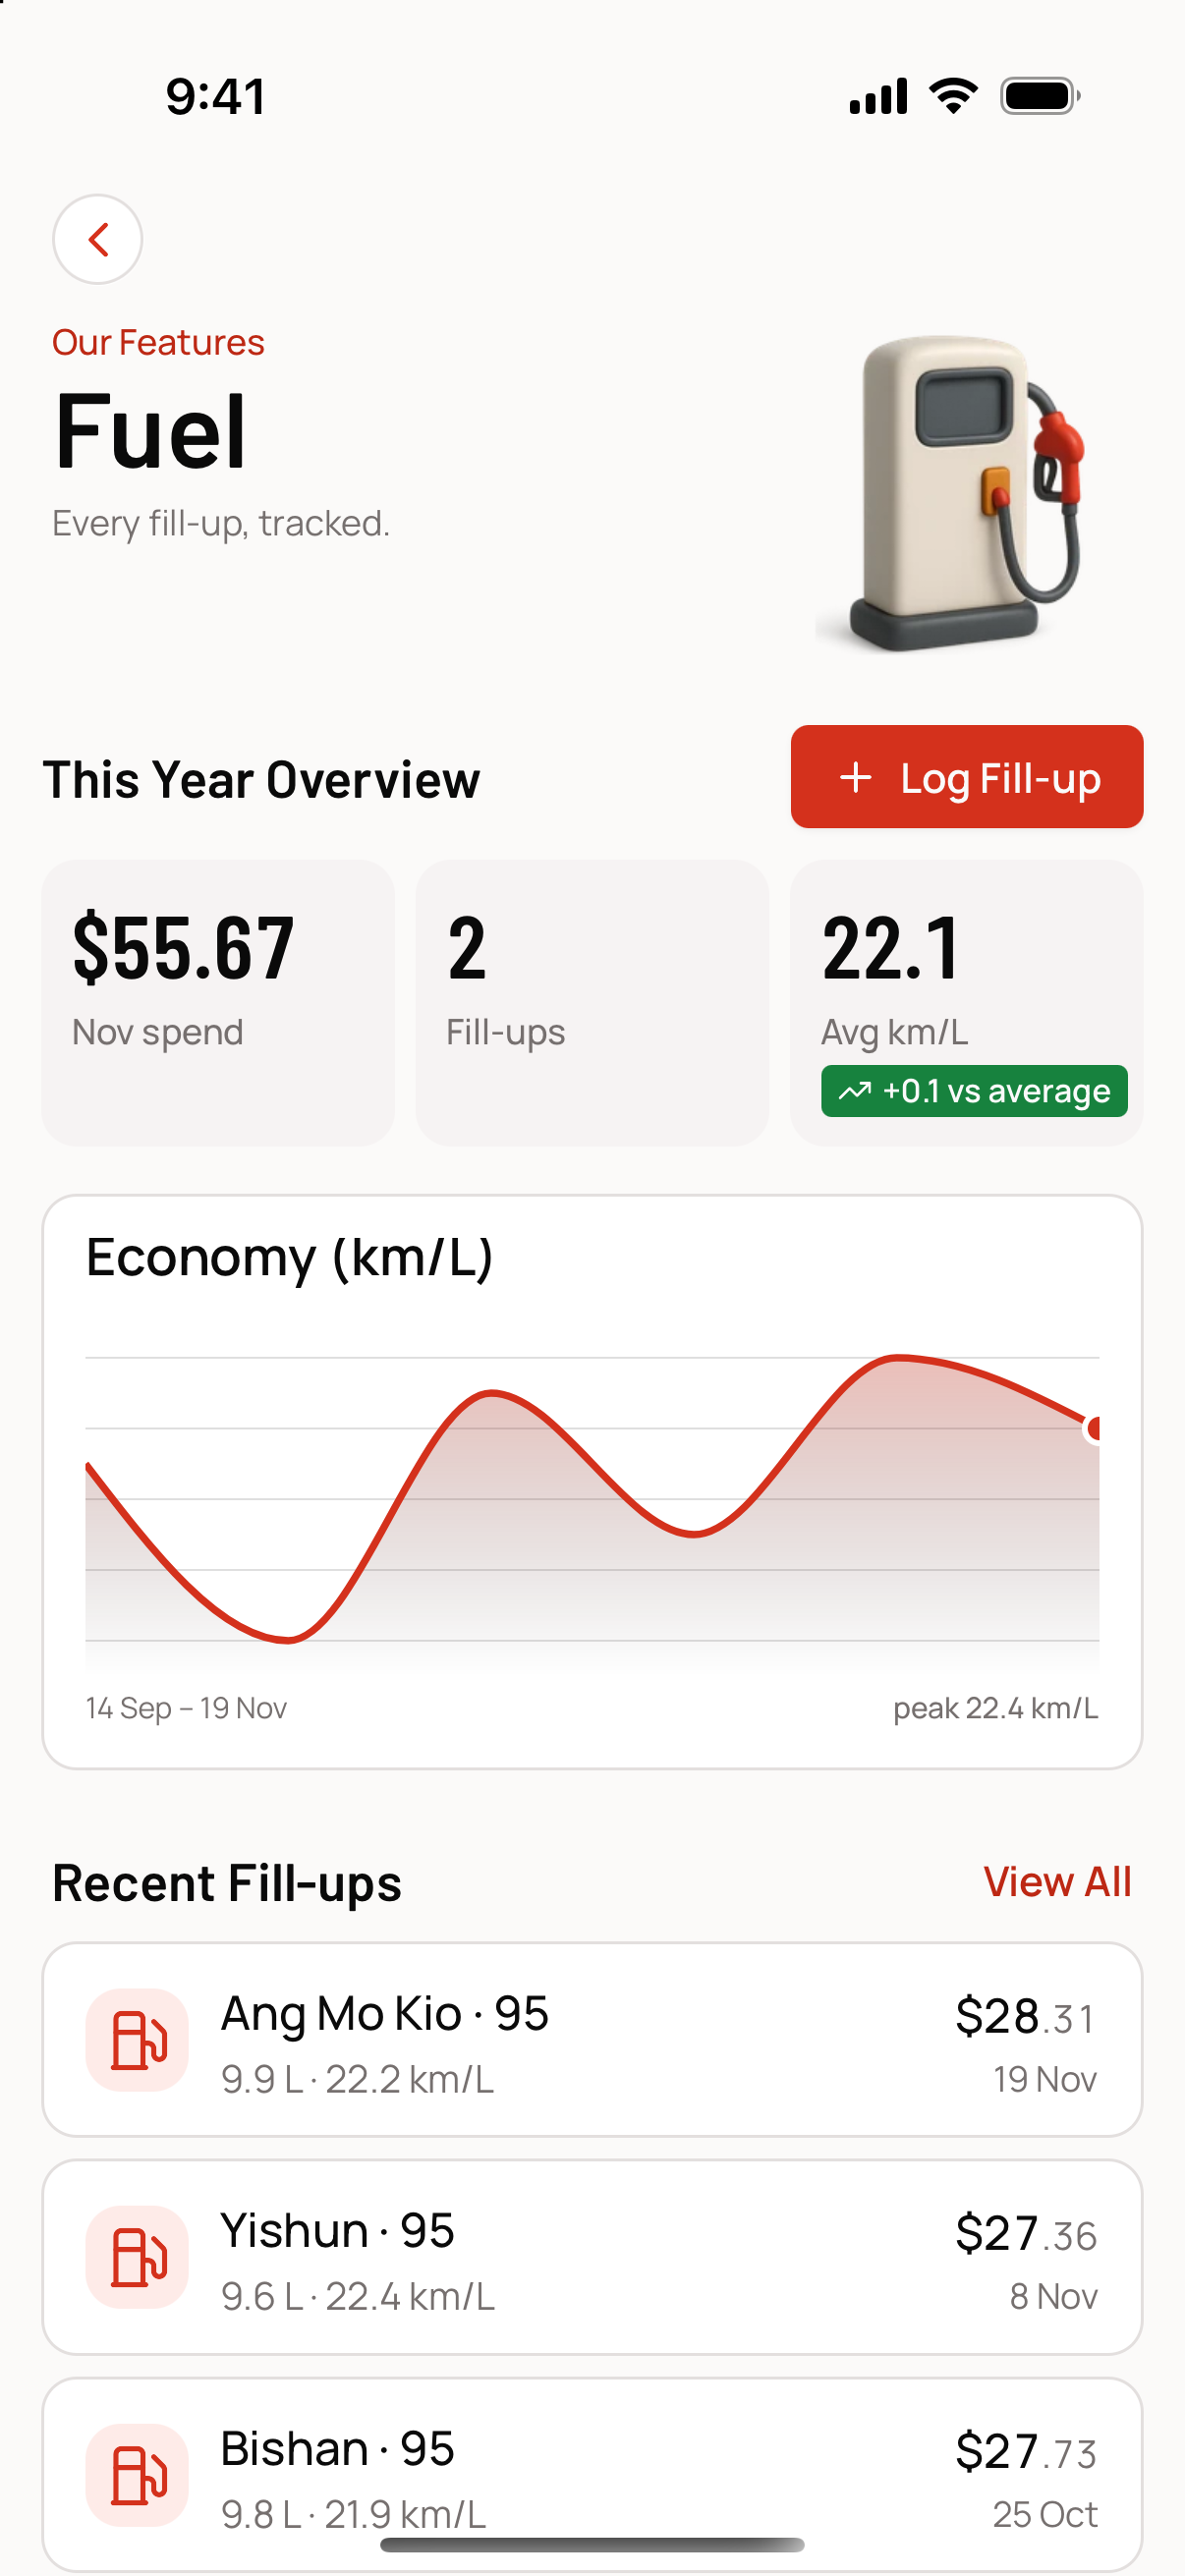 9:41
Our Features
Fuel
Every fill-up, tracked.
This Year Overview
+ Log Fill-up
$55.67
Nov spend
2
Fill-ups
22.1
Avg km/L
+0.1 vs average
Economy (km/L)
14 Sep – 19 Nov
peak 22.4 km/L
Recent Fill-ups
View All
Ang Mo Kio · 95
$28.31
9.9 L · 22.2 km/L
19 Nov
Yishun · 95
$27.36
9.6 L · 22.4 km/L
8 Nov
Bishan · 95
$27.73
9.8 L · 21.9 km/L
25 Oct